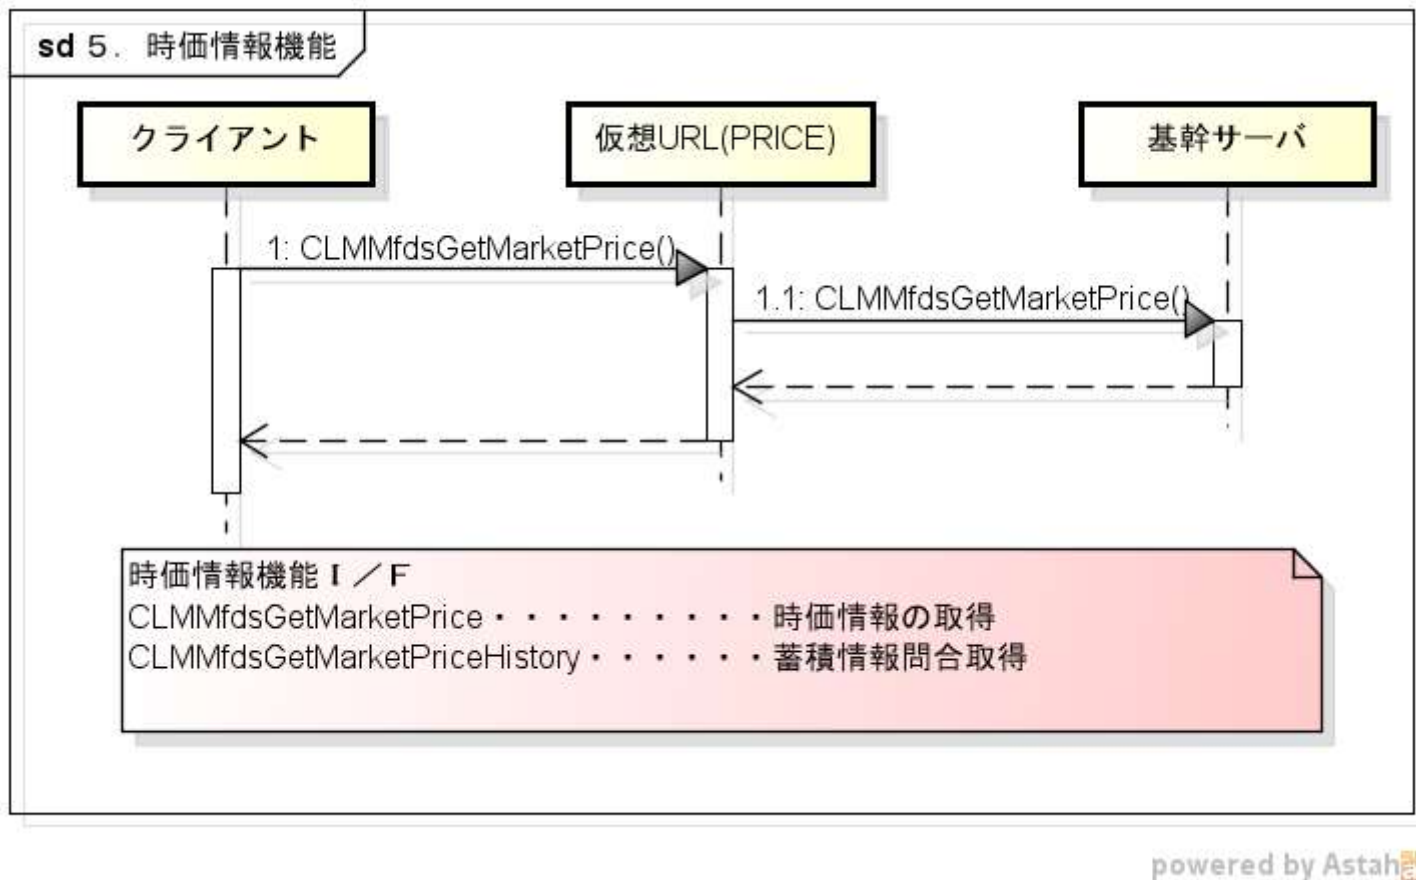 sd 5．時価情報機能
クライアント
仮想URL(PRICE)
基幹サーバ
1: CLMMfdsGetMarketPrice()
1.1: CLMMfdsGetMarketPrice()
時価情報機能Ｉ／Ｆ
CLMMfdsGetMarketPrice・・・・・・・・・時価情報の取得
CLMMfdsGetMarketPriceHistory・・・・・・蓄積情報問合取得
powered by Astah